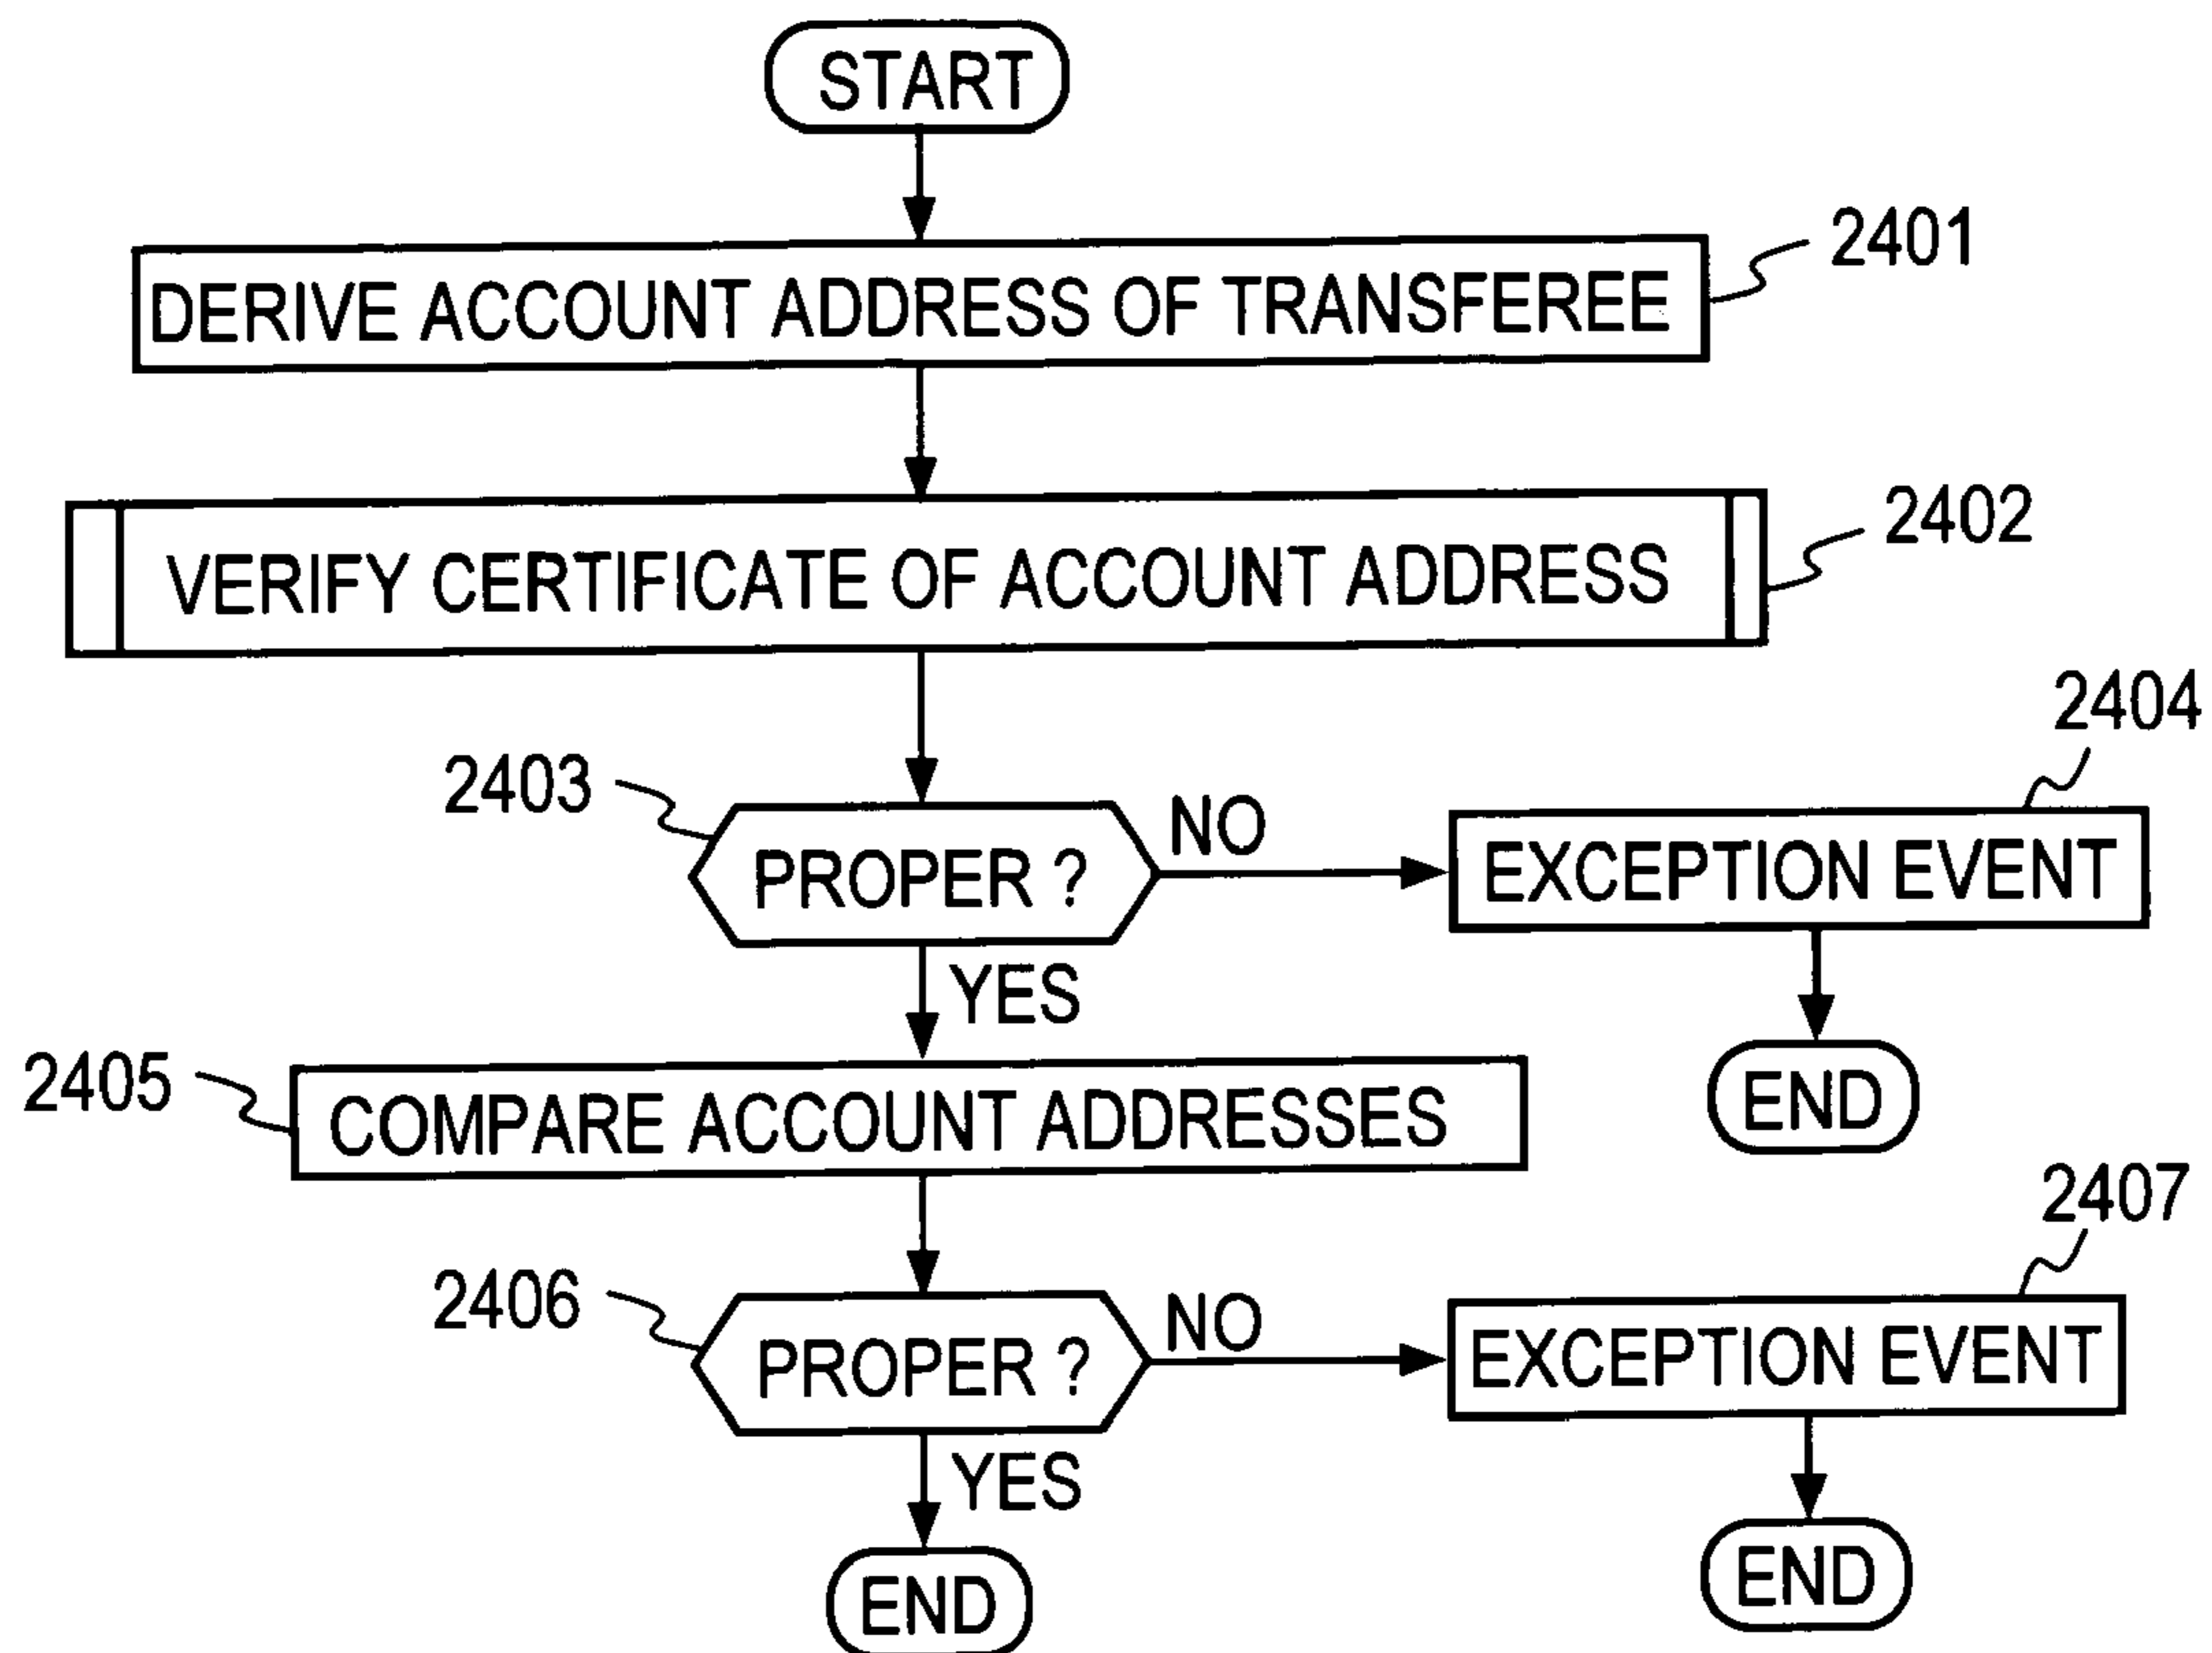 START
2401
DERIVE ACCOUNT ADDRESS OF TRANSFEREE
2402
VERIFY CERTIFICATE OF ACCOUNT ADDRESS
2403
PROPER ?
NO
2404
EXCEPTION EVENT
YES
END
2405
COMPARE ACCOUNT ADDRESSES
2406
PROPER ?
NO
2407
EXCEPTION EVENT
YES
END
END